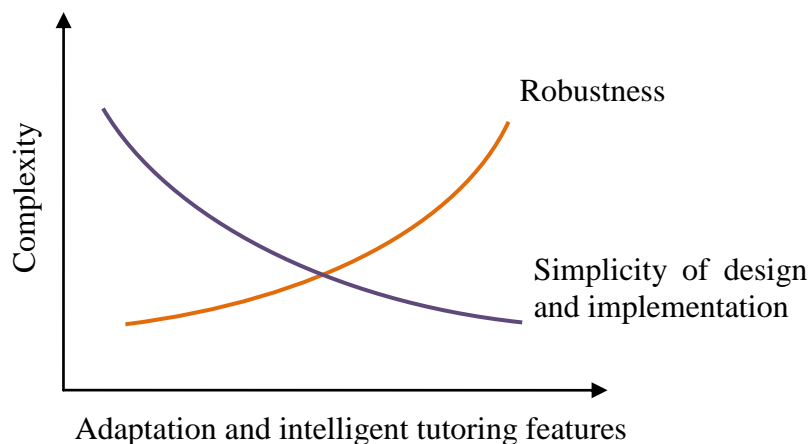 Complexity
Robustness
Simplicity of design
and implementation
Adaptation and intelligent tutoring features